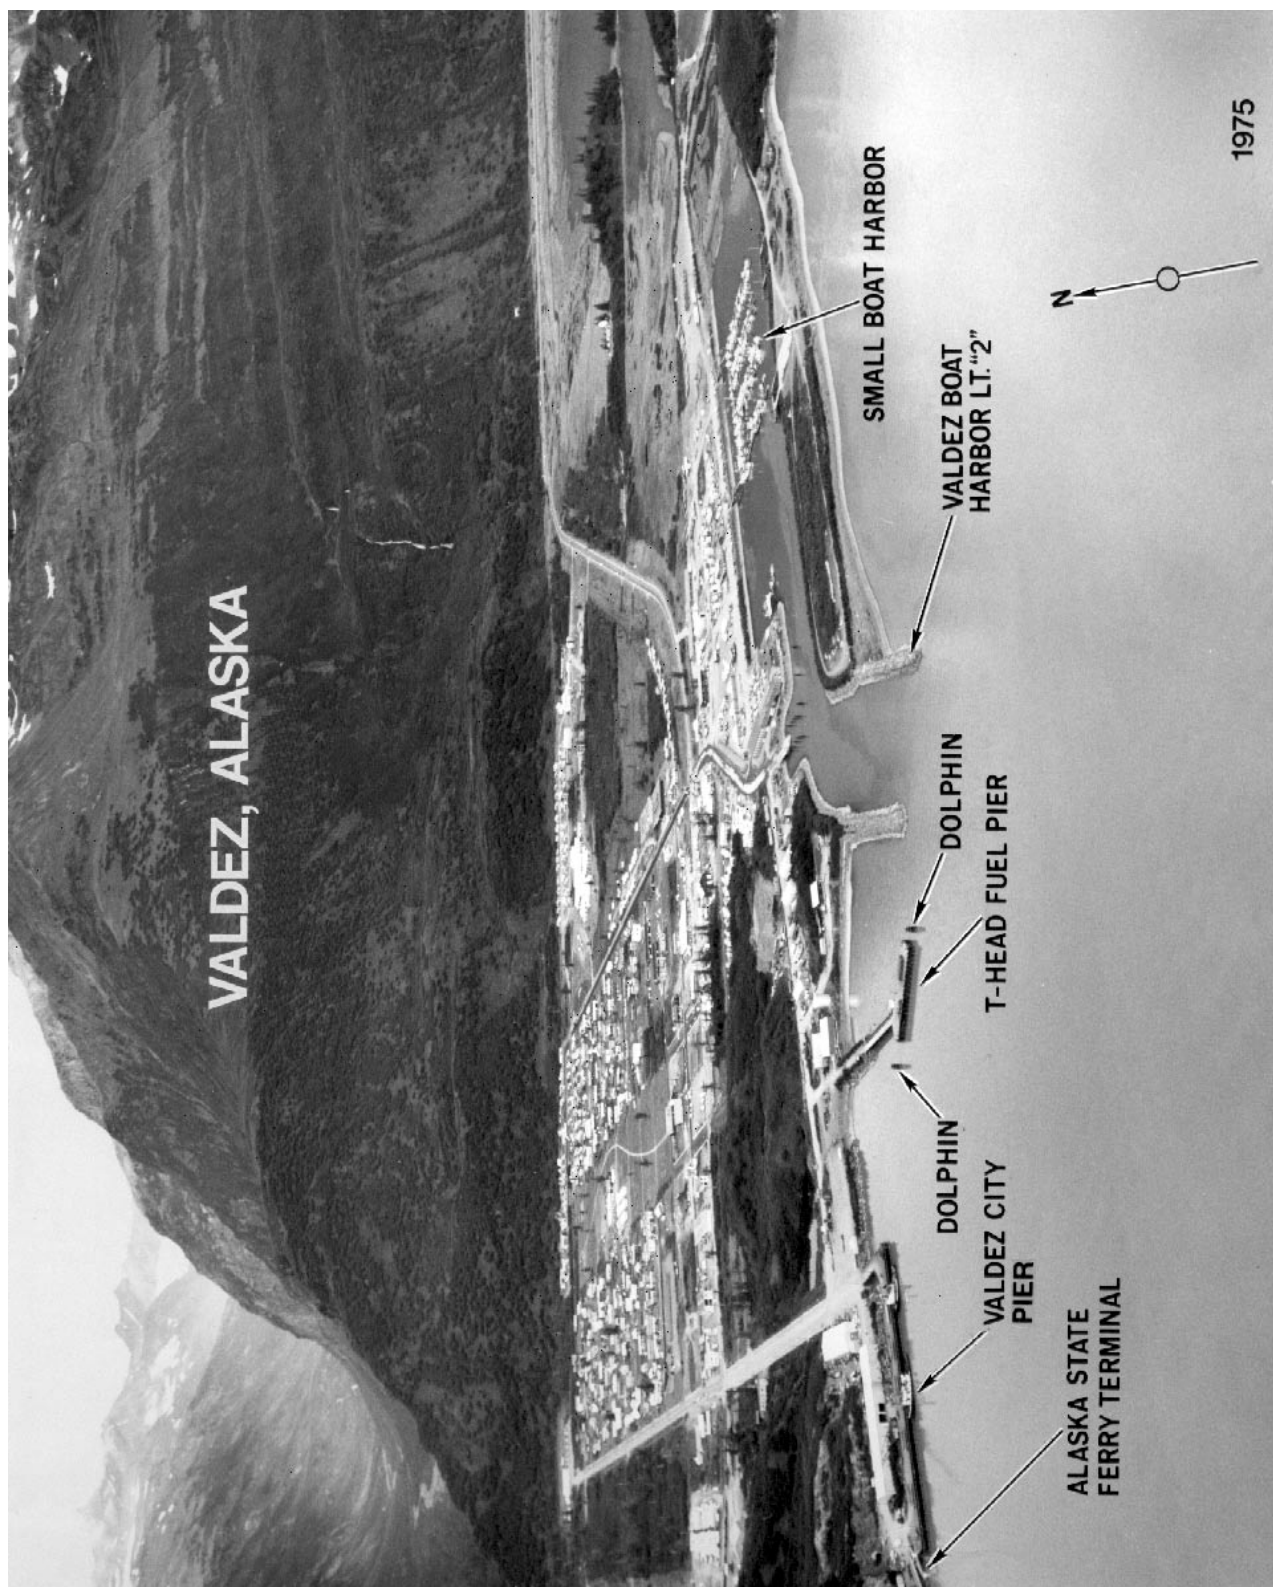 VALDEZ, ALASKA
ALASKA STATE
FERRY TERMINAL
VALDEZ CITY
PIER
DOLPHIN
T-HEAD FUEL PIER
DOLPHIN
VALDEZ BOAT
HARBOR LT. “2”
SMALL BOAT HARBOR
N
1975